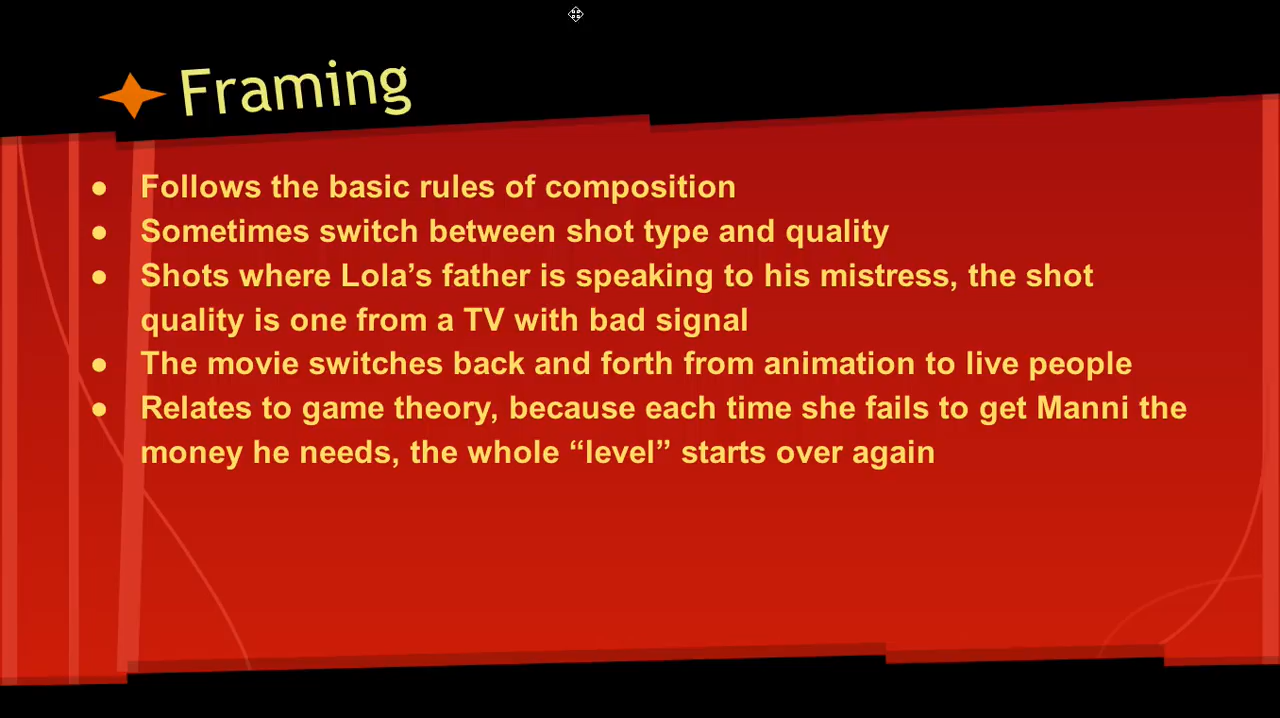 Framing
● Follows the basic rules of composition
● Sometimes switch between shot type and quality
● Shots where Lola’s father is speaking to his mistress, the shot
quality is one from a TV with bad signal
● The movie switches back and forth from animation to live people
● Relates to game theory, because each time she fails to get Manni the
money he needs, the whole “level” starts over again